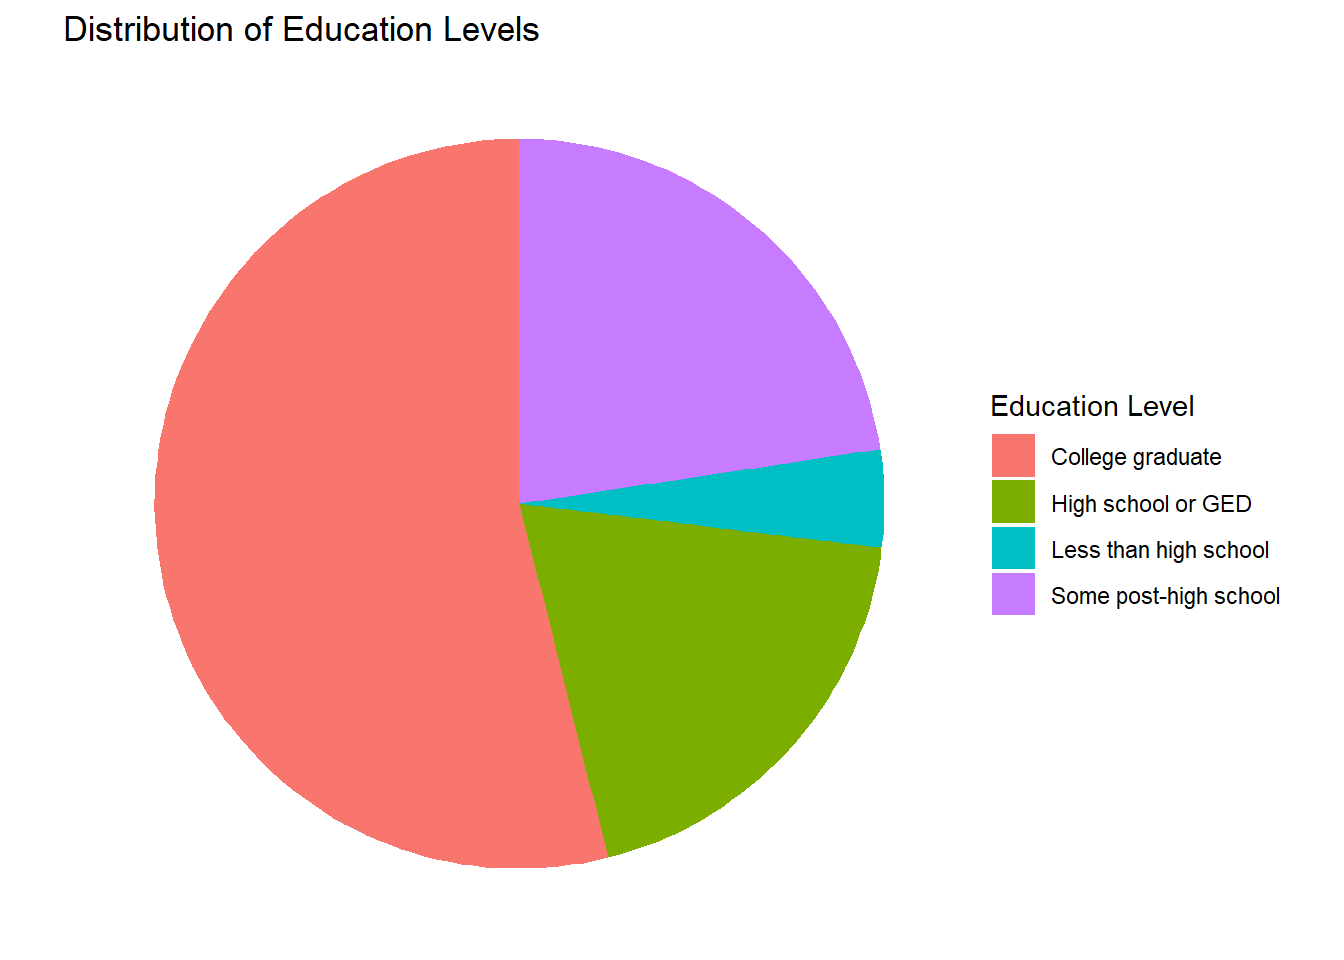 Distribution of Education Levels
Education Level
College graduate
High school or GED
Less than high school
Some post-high school